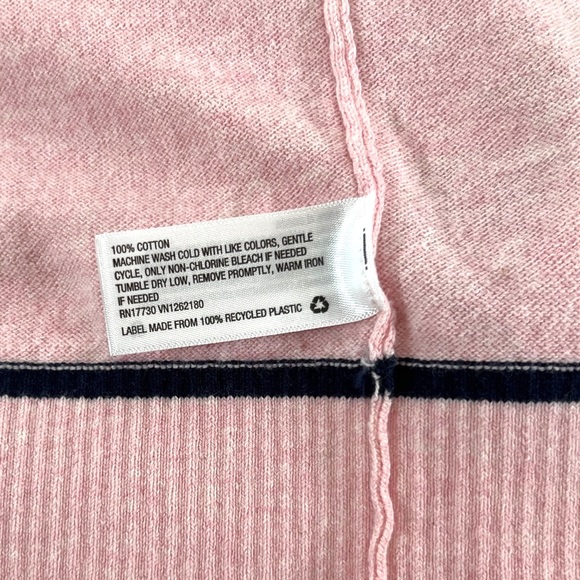 100% COTTON
MACHINE WASH COLD WITH LIKE COLORS, GENTLE
CYCLE, ONLY NON-CHLORINE BLEACH IF NEEDED
TUMBLE DRY LOW, REMOVE PROMPTLY, WARM IRON
IF NEEDED
RN17730 VN1262180
LABEL MADE FROM 100% RECYCLED PLASTIC